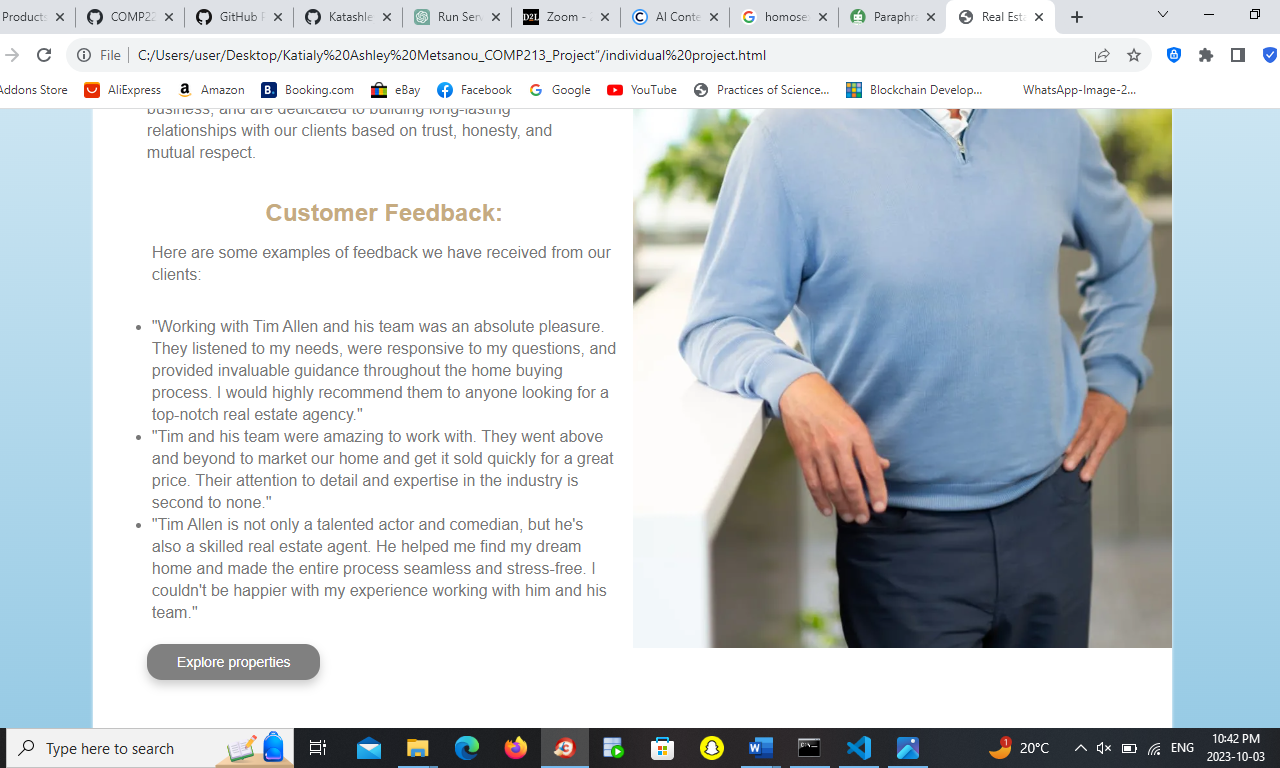 Products
COMP22
GitHub F
Katashle
Run Serv
D2L
Zoom - 2
AI Conte
homose
Paraphra
Real Esta
File
C:/Users/user/Desktop/Katialy%20Ashley%20Metsanou_COMP213_Project"/individual%20project.html
Addons Store
AliExpress
Amazon
Booking.com
eBay
Facebook
Google
YouTube
Practices of Science...
Blockchain Develop...
WhatsApp-Image-2...
business, and are dedicated to building long-lasting
relationships with our clients based on trust, honesty, and
mutual respect.
Customer Feedback:
Here are some examples of feedback we have received from our
clients:
"Working with Tim Allen and his team was an absolute pleasure.
They listened to my needs, were responsive to my questions, and
provided invaluable guidance throughout the home buying
process. I would highly recommend them to anyone looking for a
top-notch real estate agency."
"Tim and his team were amazing to work with. They went above
and beyond to market our home and get it sold quickly for a great
price. Their attention to detail and expertise in the industry is
second to none."
"Tim Allen is not only a talented actor and comedian, but he's
also a skilled real estate agent. He helped me find my dream
home and made the entire process seamless and stress-free. I
couldn't be happier with my experience working with him and his
team."
Explore properties
Type here to search
1
20°C
ENG
10:42 PM
2023-10-03